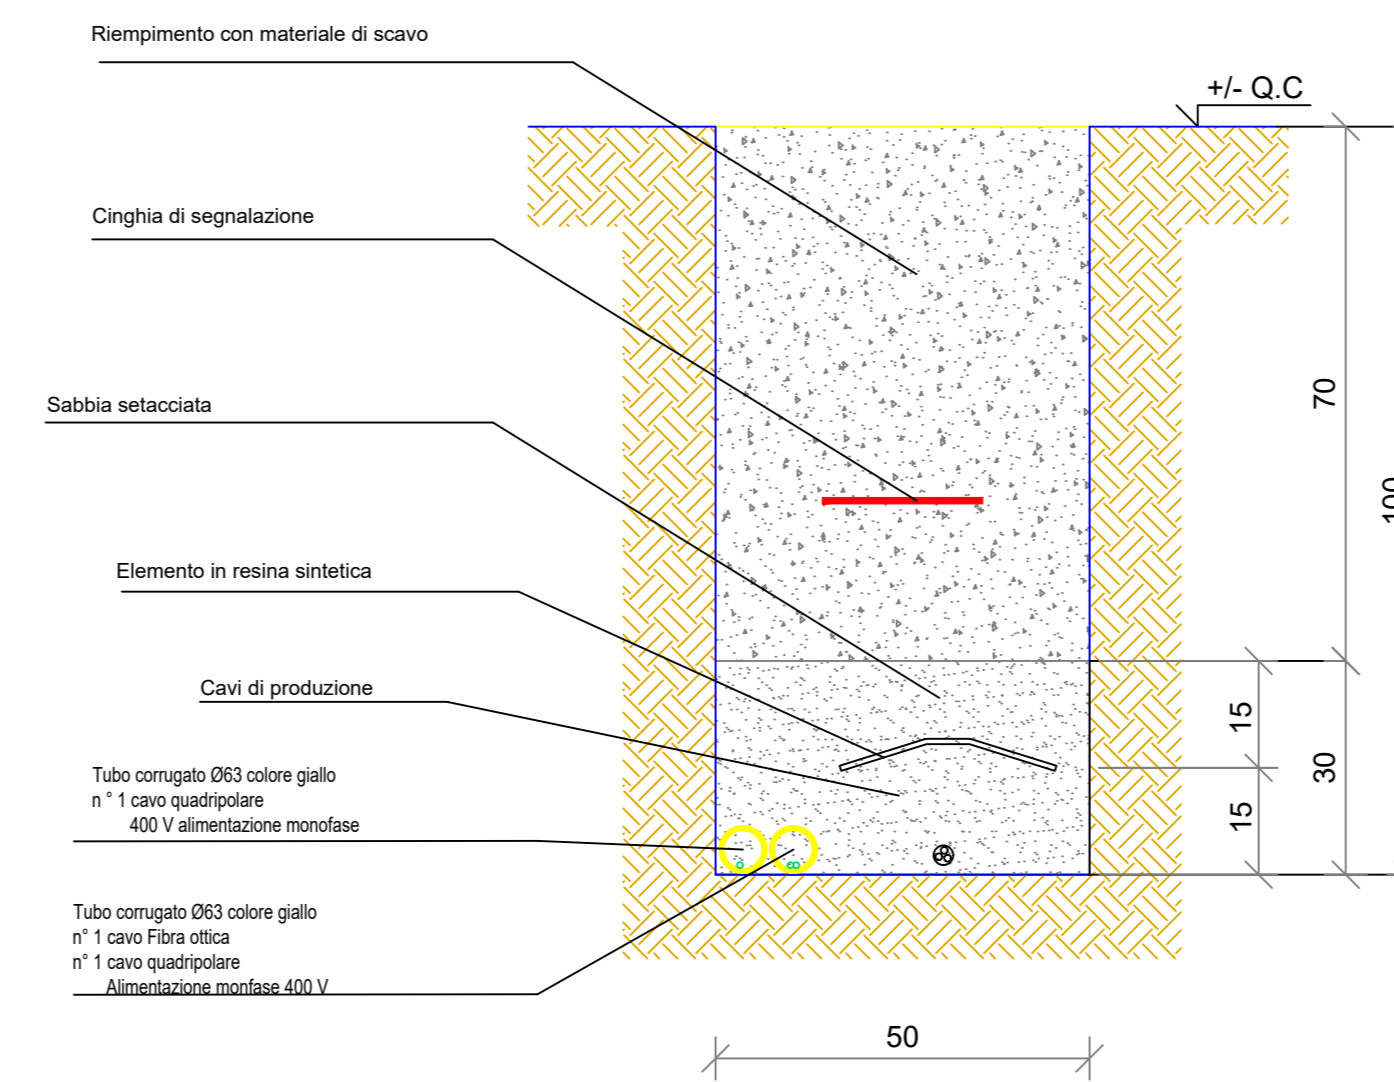 Riempimento con materiale di scavo
+/- Q.C
Cinghia di segnalazione
70
Sabbia setacciata
100
Elemento in resina sintetica
Cavi di produzione
15
30
15
Tubo corrugato Ø63 colore giallo
n ° 1 cavo quadripolare
400 V alimentazione monofase
Tubo corrugato Ø63 colore giallo
n° 1 cavo Fibra ottica
n° 1 cavo quadripolare
Alimentazione monfase 400 V
50